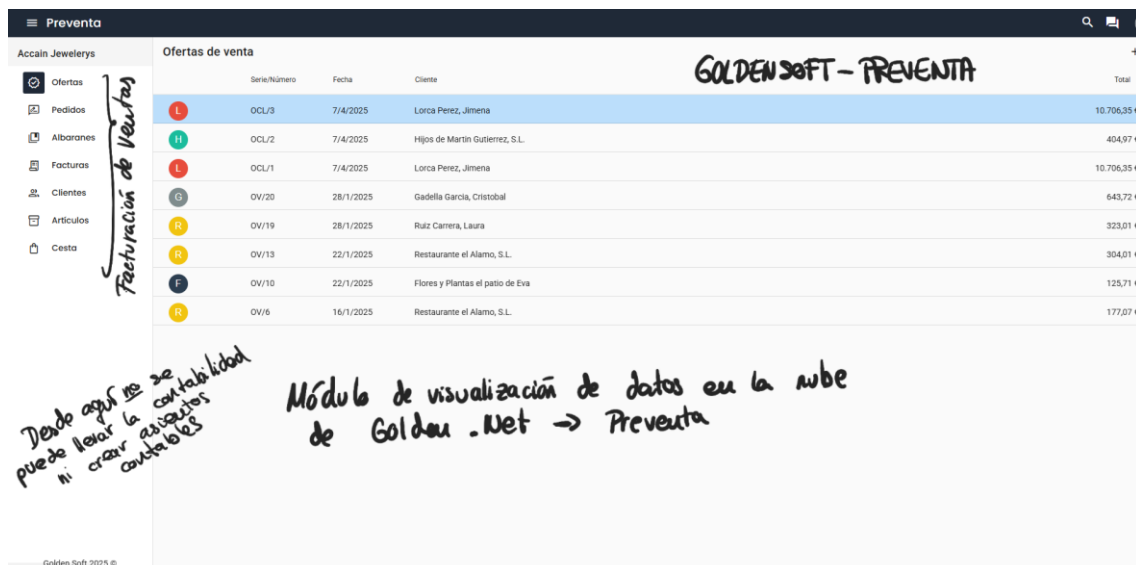 Preventa
Accain Jewelerys
Ofertas
Pedidos
Albaranes
Facturas
Clientes
Artículos
Cesta
Facturación de Ventas
Ofertas de venta
GOLDENSOFT - PREVENTA
Serie/Número Fecha Cliente Total
L OCL/3 7/4/2025 Lorca Perez, Jimena 10.706,35 €
H OCL/2 7/4/2025 Hijos de Martin Gutierrez, S.L. 404,97 €
L OCL/1 7/4/2025 Lorca Perez, Jimena 10.706,35 €
G OV/20 28/1/2025 Gadella Garcia, Cristobal 643,72 €
R OV/19 28/1/2025 Ruiz Carrera, Laura 323,01 €
R OV/13 22/1/2025 Restaurante el Alamo, S.L. 304,01 €
F OV/10 22/1/2025 Flores y Plantas el patio de Eva 125,71 €
R OV/6 16/1/2025 Restaurante el Alamo, S.L. 177,07 €
Desde aquí no se
puede llevar la contabilidad
ni crear asientos
contables
Módulo de visualización de datos en la nube
de Golden .Net -> Preventa
Golden Soft 2025 ©